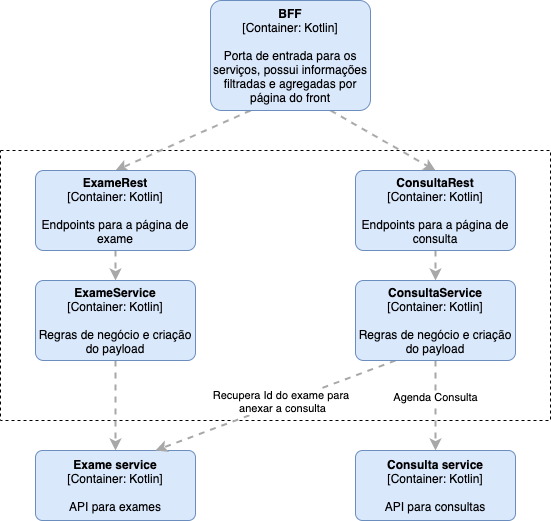 BFF
[Container: Kotlin]
Porta de entrada para os
serviços, possui informações
filtradas e agregadas por
página do front
ExameRest
[Container: Kotlin]
Endpoints para a página de
exame
ConsultaRest
[Container: Kotlin]
Endpoints para a página de
consulta
ExameService
[Container: Kotlin]
Regras de negócio e criação
do payload
ConsultaService
[Container: Kotlin]
Regras de negócio e criação
do payload
Recupera Id do exame para
anexar a consulta
Agenda Consulta
Exame service
[Container: Kotlin]
API para exames
Consulta service
[Container: Kotlin]
API para consultas